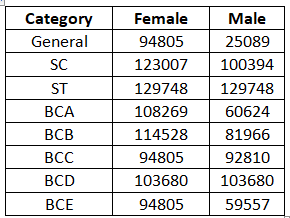 Category Female Male
General 94805 25089
SC 123007 100394
ST 129748 129748
BCA 108269 60624
BCB 114528 81966
BCC 94805 92810
BCD 103680 103680
BCE 94805 59557